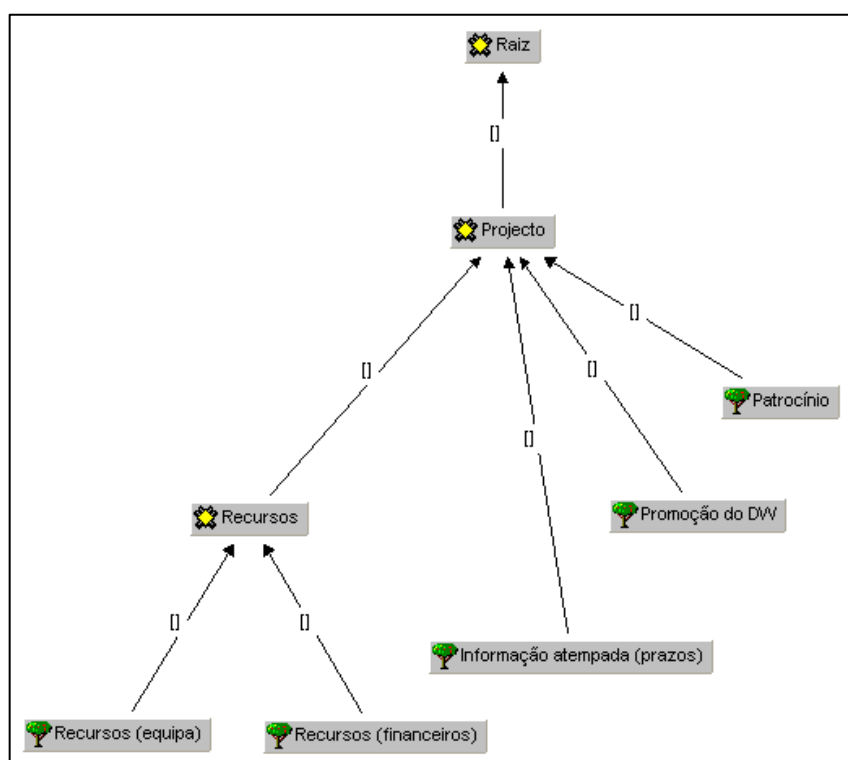 Raiz
[]
Projecto
[]
[]
[]
[]
Patrocínio
Recursos
Promoção do DW
[]
[]
Informação atempada (prazos)
Recursos (equipa)
Recursos (financeiros)